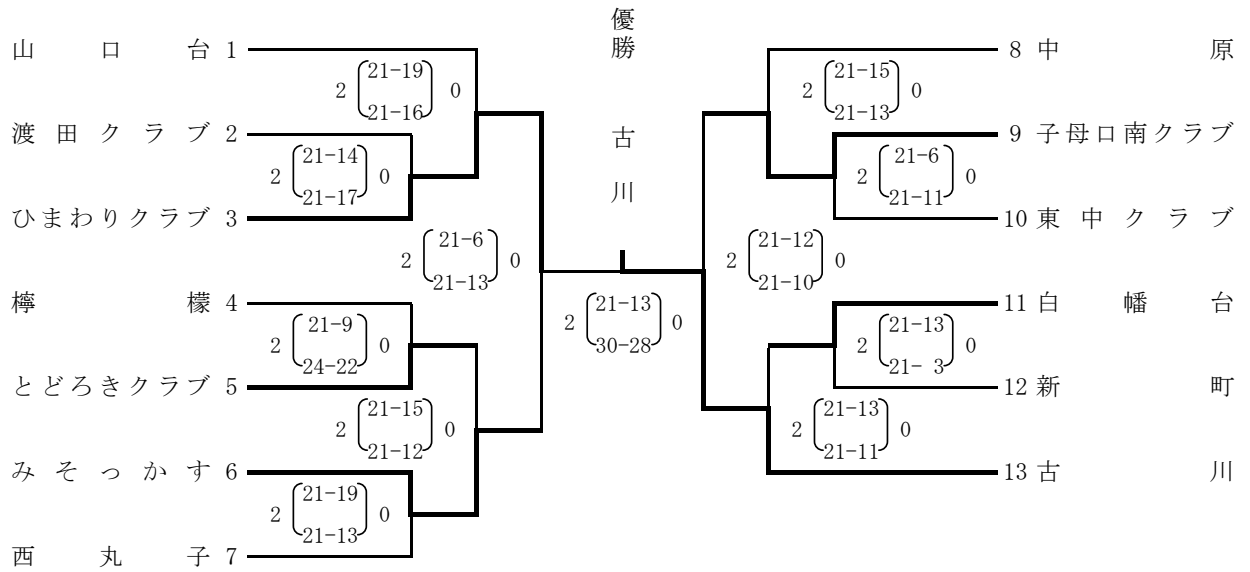 優勝 古川
山口台 1
2 21-19 0
21-16
渡田クラブ 2
2 21-14 0
21-17
ひまわりクラブ 3
2 21-6 0
21-13
檸檬 4
2 21-9 0
24-22
とどろきクラブ 5
2 21-15 0
21-12
みそっかす 6
2 21-19 0
21-13
西丸子 7
2 21-13 0
30-28
8 中原
2 21-15 0
21-13
9 子母口南クラブ
2 21-6 0
21-11
10 東中クラブ
2 21-12 0
21-10
11 白幡台
2 21-13 0
21- 3
12 新町
2 21-13 0
21-11
13 古川